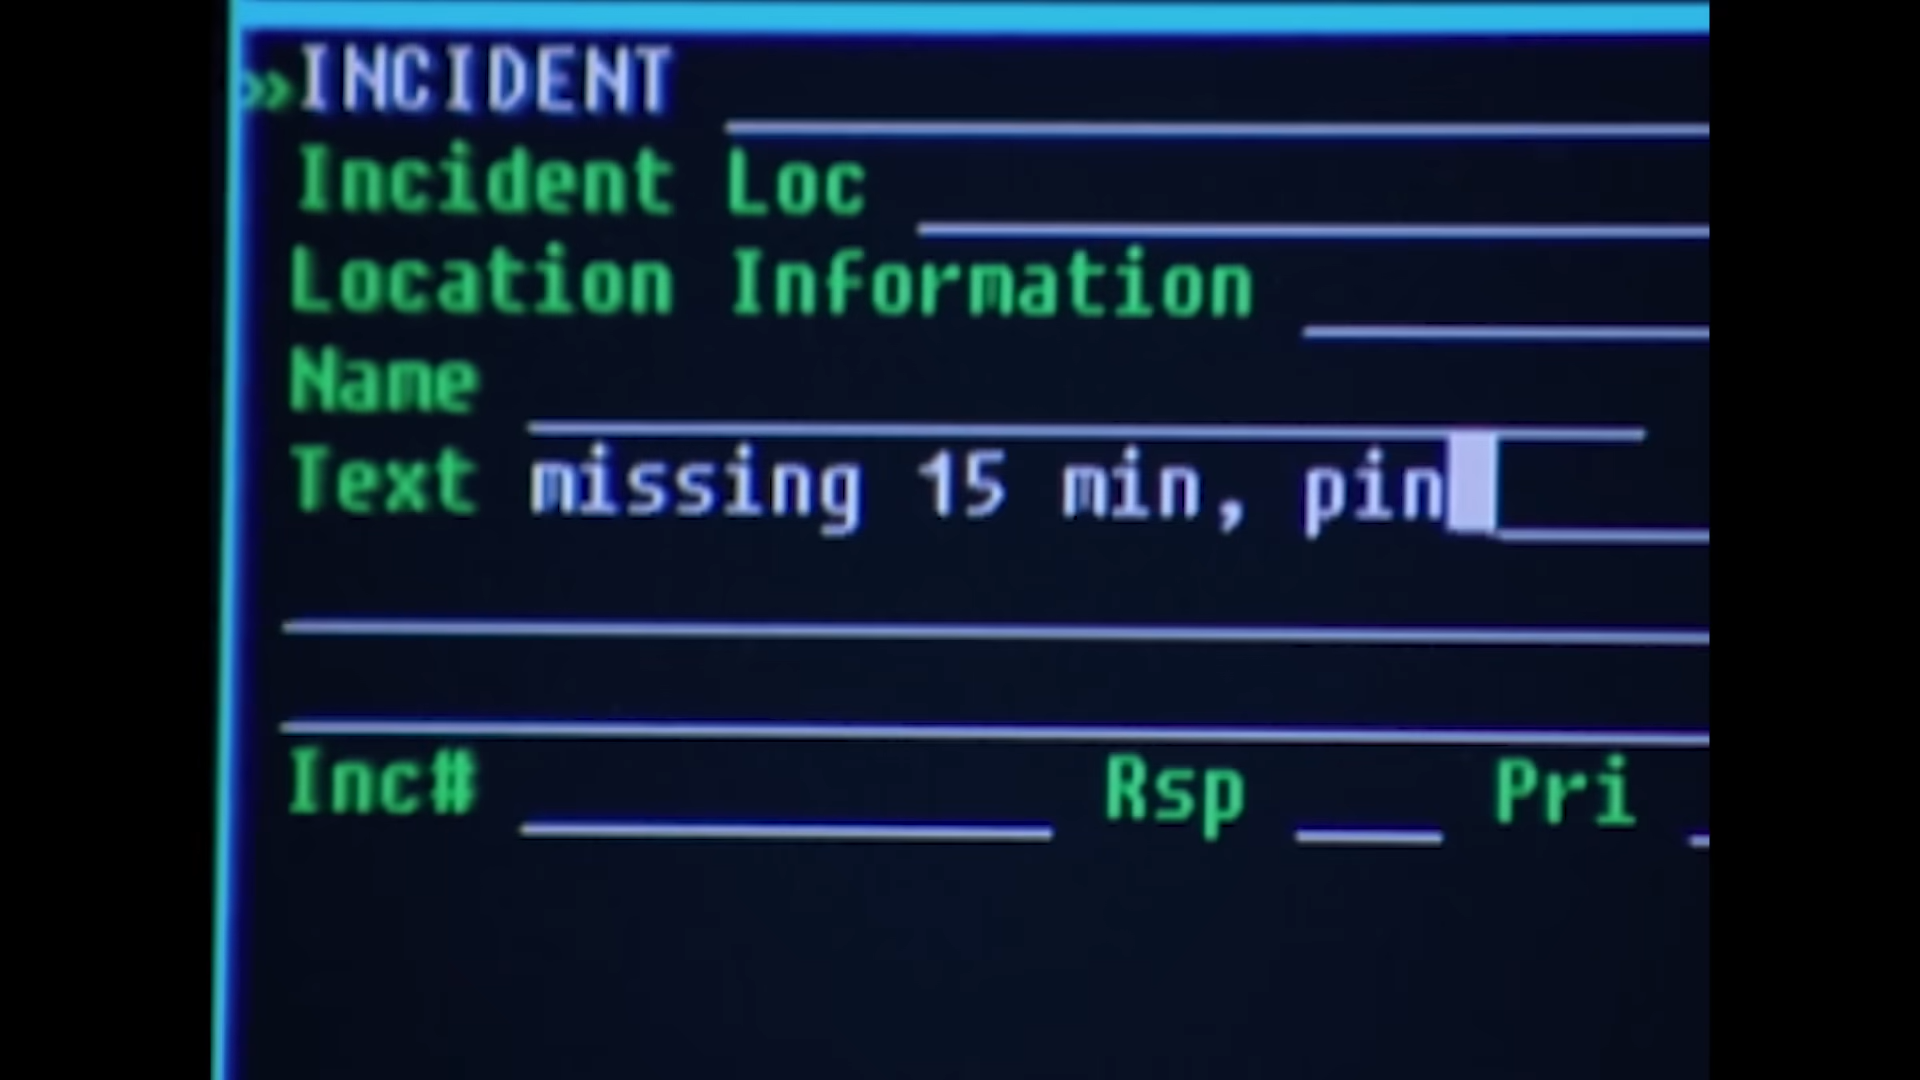 »INCIDENT
Incident Loc
Location Information
Name
Text missing 15 min, pin
Inc# Rsp Pri